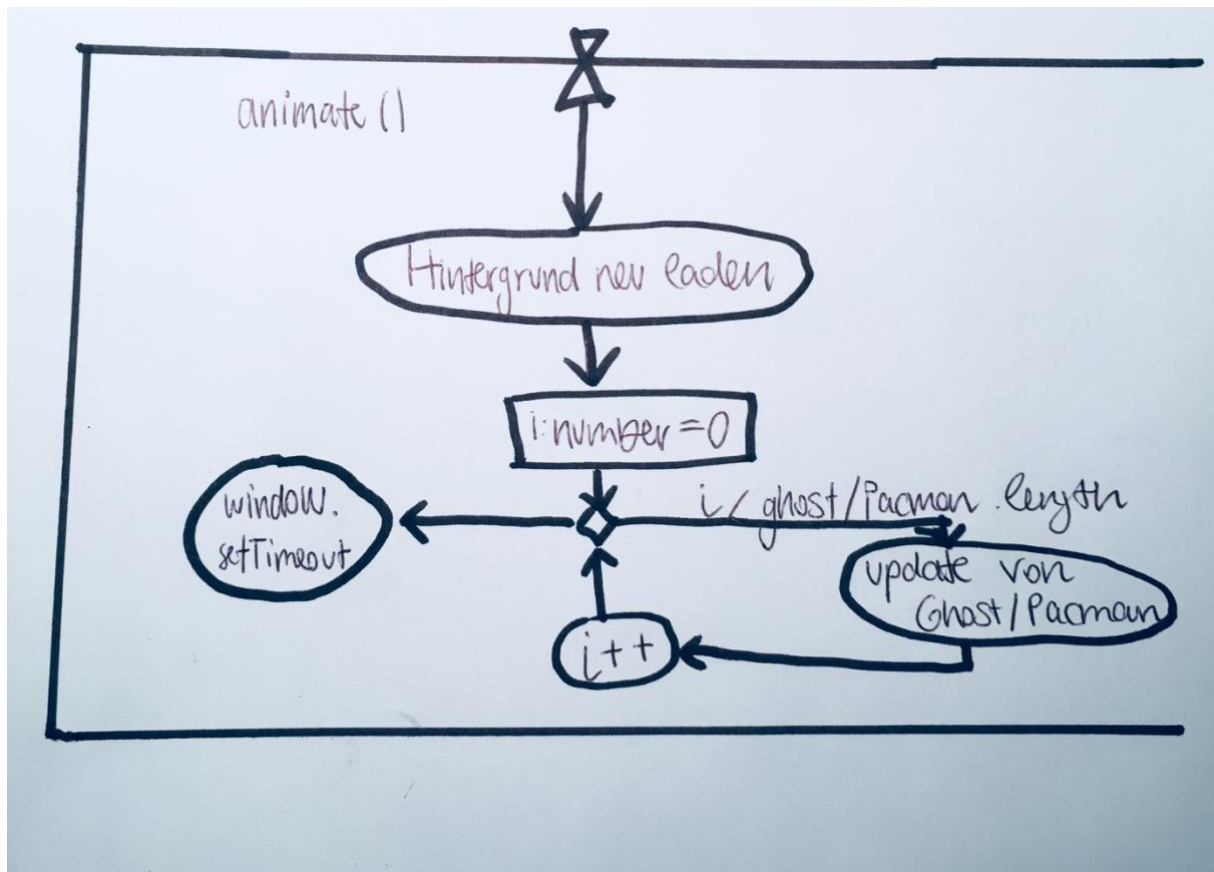 animate ()
Hintergrund neu laden
i:number=0
i < ghost/Pacman.length
window.
setTimeout
update von
Ghost/Pacman
i++